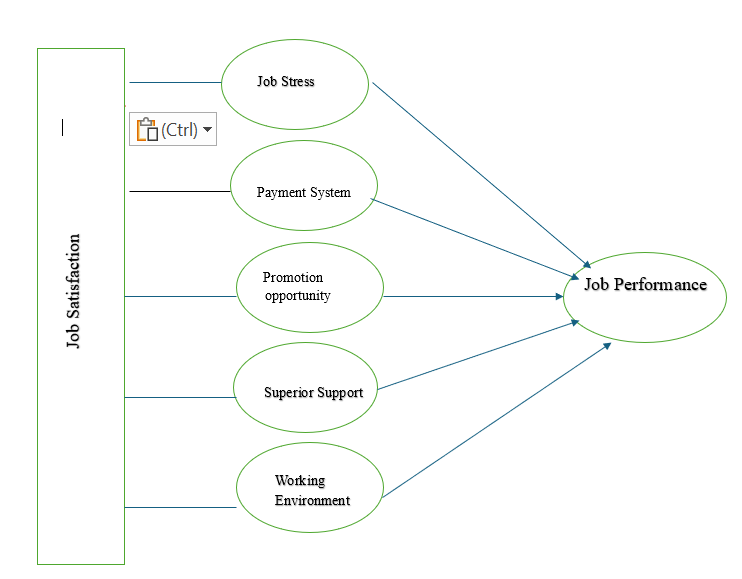 Job Stress
(Ctrl)
Payment System
Job Satisfaction
Promotion
opportunity
Job Performance
Superior Support
Working
Environment